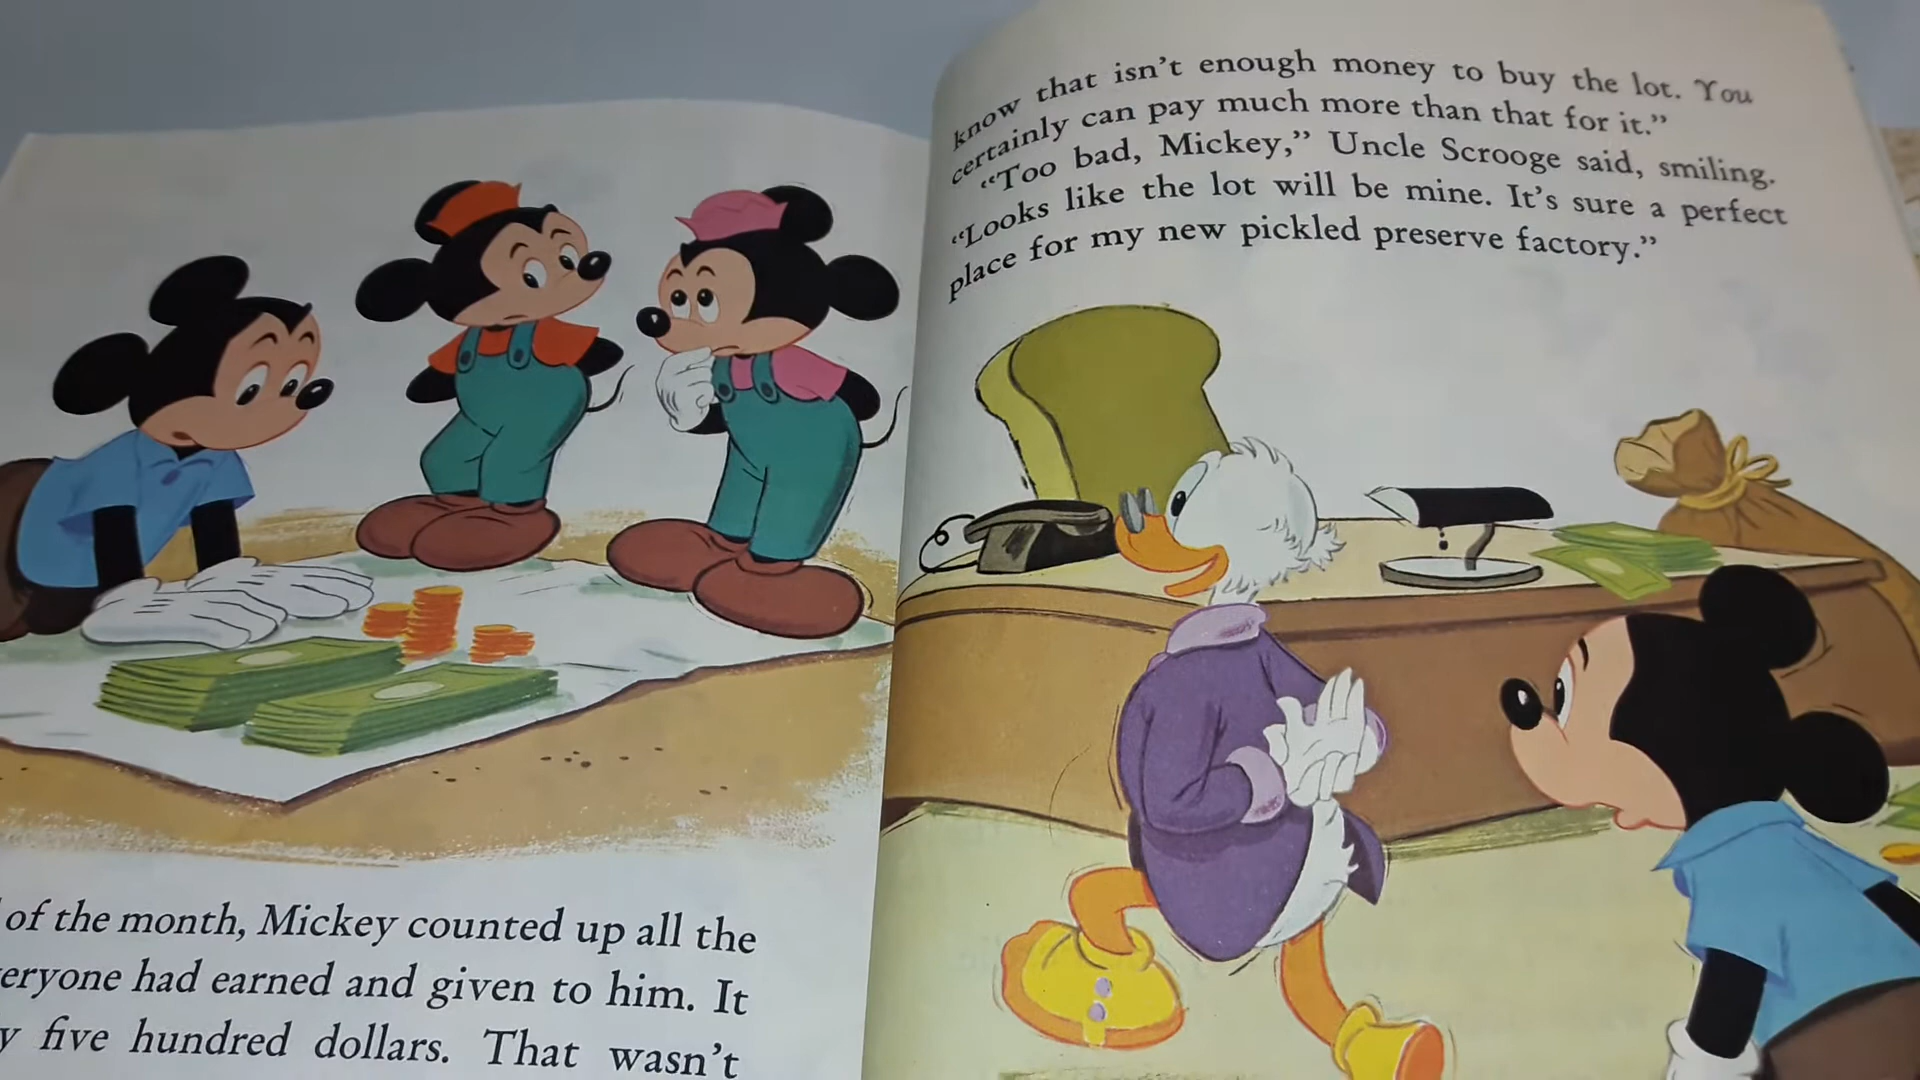 of the month, Mickey counted up all the
had earned and given to him. It
five hundred dollars. That wasn't
know that isn't enough money to buy the lot. You
certainly can pay much more than that for it.”
“Too bad, Mickey,” Uncle Scrooge said, smiling.
“Looks like the lot will be mine. It's sure a perfect
place for my new pickled preserve factory.”